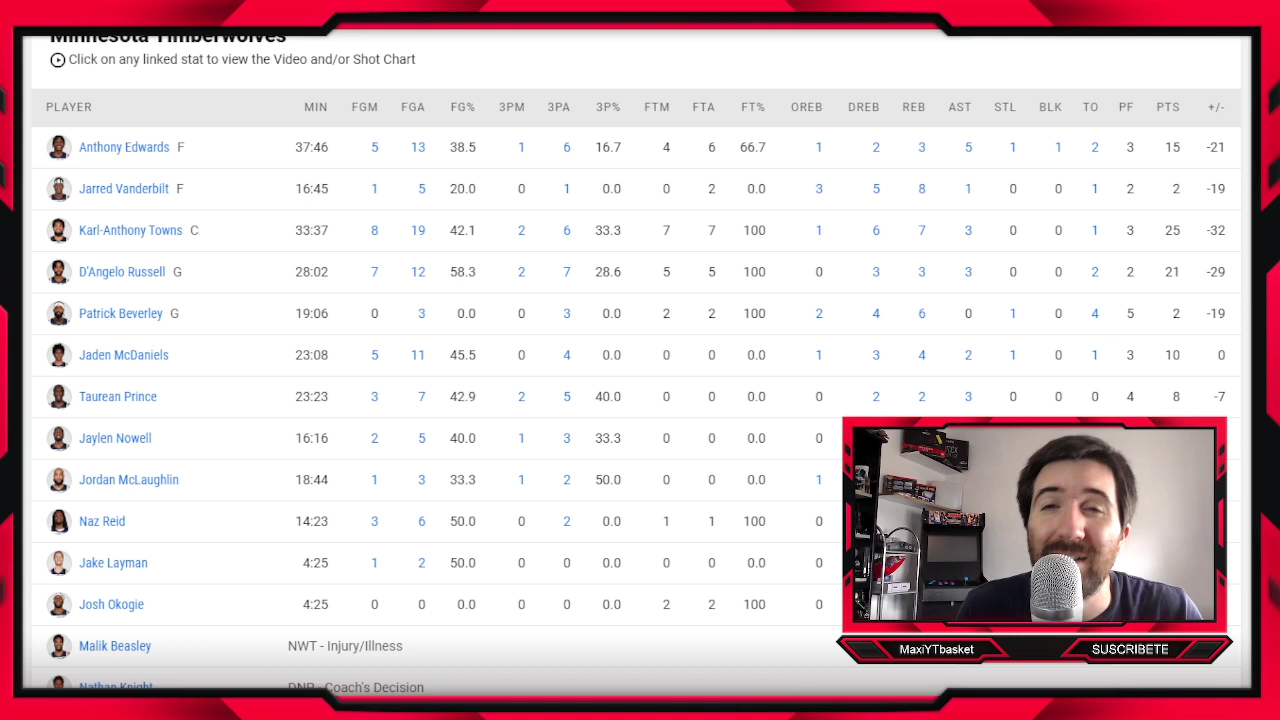 Minnesota Timberwolves
Click on any linked stat to view the Video and/or Shot Chart
PLAYER MIN FGM FGA FG% 3PM 3PA 3P% FTM FTA FT% OREB DREB REB AST STL BLK TO PF PTS +/-
Anthony Edwards F 37:46 5 13 38.5 1 6 16.7 4 6 66.7 1 2 3 5 1 1 2 3 15 -21
Jarred Vanderbilt F 16:45 1 5 20.0 0 1 0.0 0 2 0.0 3 5 8 1 0 0 1 2 2 -19
Karl-Anthony Towns C 33:37 8 19 42.1 2 6 33.3 7 7 100 1 6 7 3 0 0 1 3 25 -32
D'Angelo Russell G 28:02 7 12 58.3 2 7 28.6 5 5 100 0 3 3 3 0 0 2 2 21 -29
Patrick Beverley G 19:06 0 3 0.0 0 3 0.0 2 2 100 2 4 6 0 1 0 4 5 2 -19
Jaden McDaniels 23:08 5 11 45.5 0 4 0.0 0 0 0.0 1 3 4 2 1 0 1 3 10 0
Taurean Prince 23:23 3 7 42.9 2 5 40.0 0 0 0.0 0 2 2 3 0 0 0 4 8 -7
Jaylen Nowell 16:16 2 5 40.0 1 3 33.3 0 0 0.0 0
Jordan McLaughlin 18:44 1 3 33.3 1 2 50.0 0 0 0.0 1
Naz Reid 14:23 3 6 50.0 0 2 0.0 1 1 100 0
Jake Layman 4:25 1 2 50.0 0 0 0.0 0 0 0.0 0
Josh Okogie 4:25 0 0 0.0 0 0 0.0 2 2 100 0
Malik Beasley NWT - Injury/Illness
Nathan Knight DNP - Coach's Decision
MaxiYTbasket SUSCRIBETE